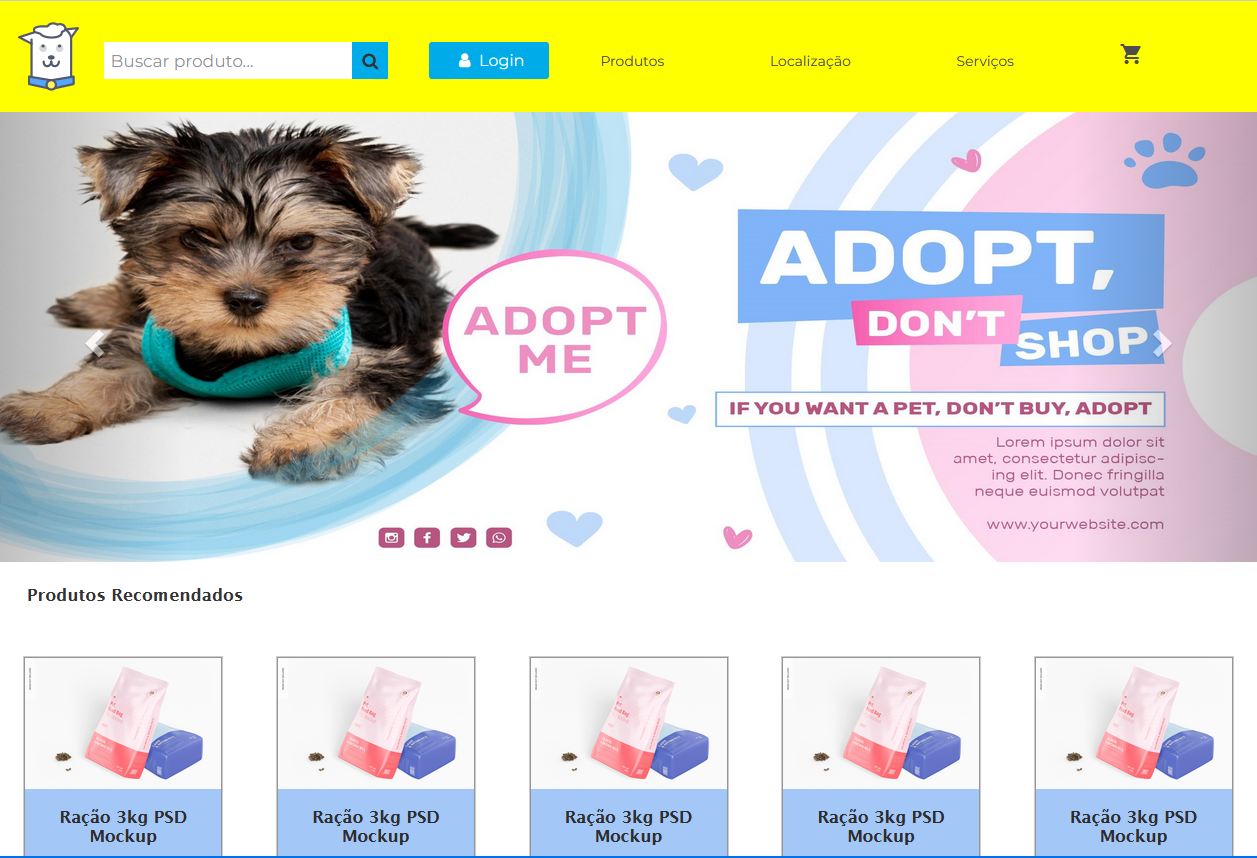 Buscar produto...
Login
Produtos
Localização
Serviços
ADOPT
ME
ADOPT,
DON'T
SHOP
IF YOU WANT A PET, DON'T BUY, ADOPT
Lorem ipsum dolor sit
amet, consectetur adipisc-
ing elit. Donec fringilla
neque euismod volutpat
www.yourwebsite.com
Produtos Recomendados
Ração 3kg PSD
Mockup
Ração 3kg PSD
Mockup
Ração 3kg PSD
Mockup
Ração 3kg PSD
Mockup
Ração 3kg PSD
Mockup